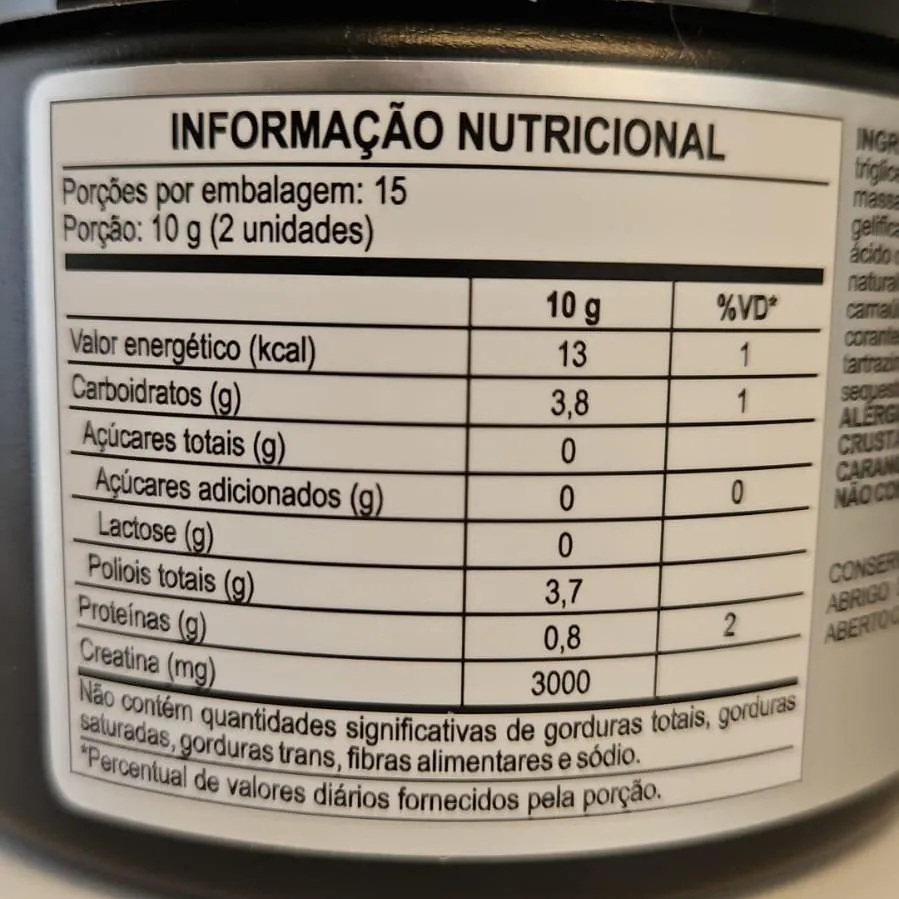 INFORMAÇÃO NUTRICIONAL
Porções por embalagem: 15
Porção: 10 g (2 unidades)
10 g %VD*
Valor energético (kcal) 13 1
Carboidratos (g) 3,8 1
Açúcares totais (g) 0
Açúcares adicionados (g) 0 0
Lactose (g) 0
Poliois totais (g) 3,7
Proteínas (g) 0,8 2
Creatina (mg) 3000
Não contém quantidades significativas de gorduras totais, gorduras
saturadas, gorduras trans, fibras alimentares e sódio.
*Percentual de valores diários fornecidos pela porção.
ABRIGO